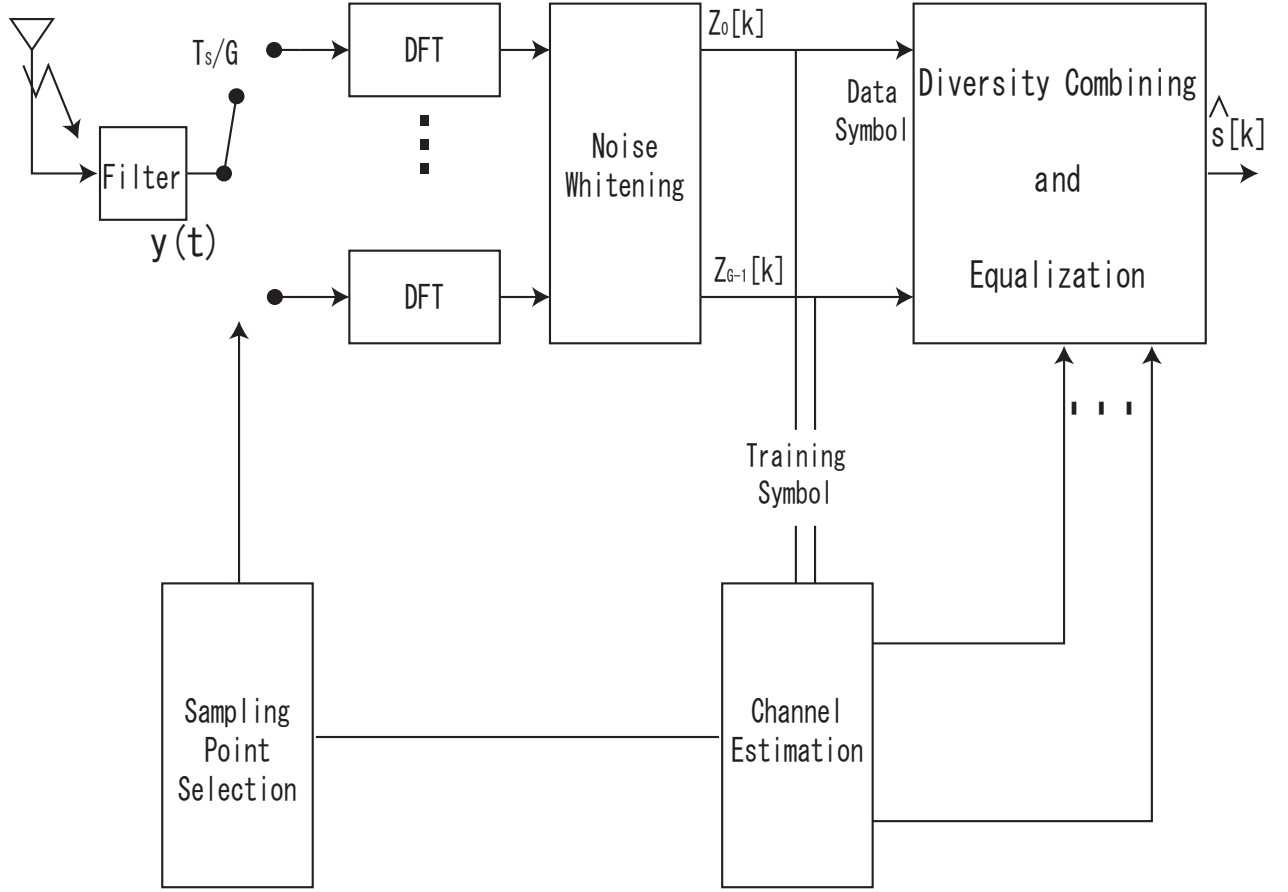 Ts/G
DFT
Z0[k]
Filter
y(t)
Noise
Whitening
Data
Symbol
Diversity Combining
and
Equalization
ŝ[k]
DFT
ZG-1[k]
Training
Symbol
Sampling
Point
Selection
Channel
Estimation